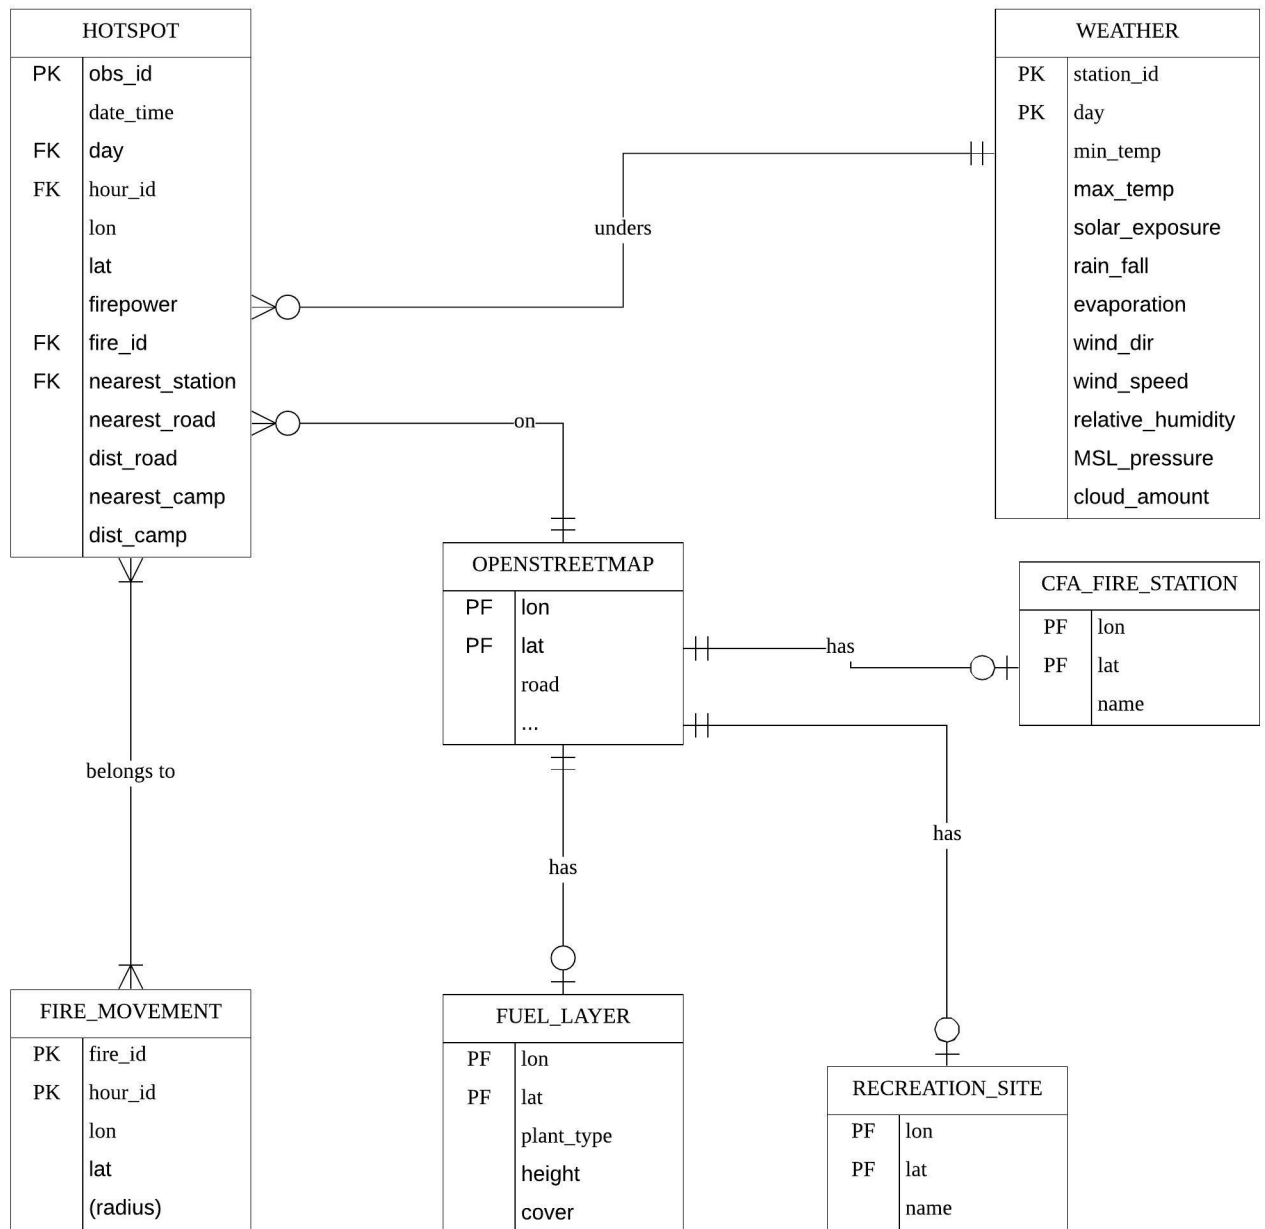 HOTSPOT
PK obs_id
date_time
FK day
FK hour_id
lon
lat
firepower
FK fire_id
FK nearest_station
nearest_road
dist_road
nearest_camp
dist_camp
WEATHER
PK station_id
PK day
min_temp
max_temp
solar_exposure
rain_fall
evaporation
wind_dir
wind_speed
relative_humidity
MSL_pressure
cloud_amount
unders
on
OPENSTREETMAP
PF lon
PF lat
road
...
has
CFA_FIRE_STATION
PF lon
PF lat
name
belongs to
has
has
FIRE_MOVEMENT
PK fire_id
PK hour_id
lon
lat
(radius)
FUEL_LAYER
PF lon
PF lat
plant_type
height
cover
RECREATION_SITE
PF lon
PF lat
name